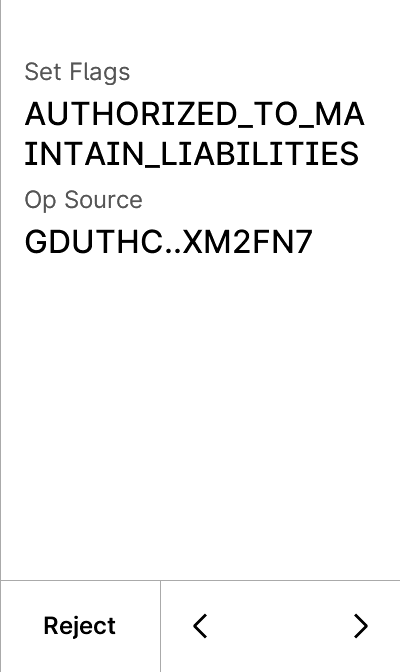 Set Flags
AUTHORIZED_TO_MA
INTAIN_LIABILITIES
Op Source
GDUTHC..XM2FN7
Reject